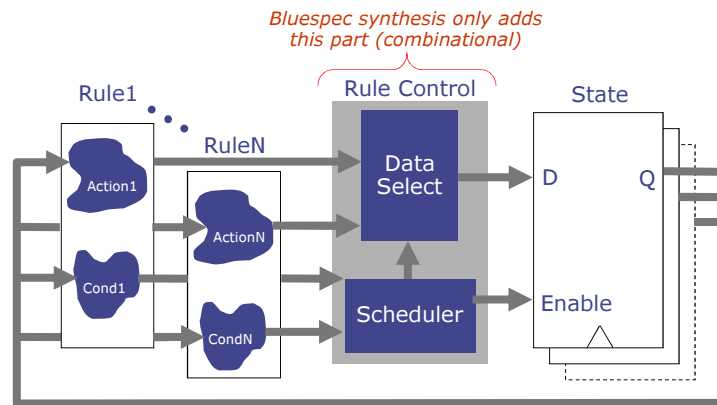 Bluespec synthesis only adds
this part (combinational)
Rule1
RuleN
Rule Control
State
Action1
ActionN
Cond1
CondN
Data
Select
Scheduler
D
Q
Enable